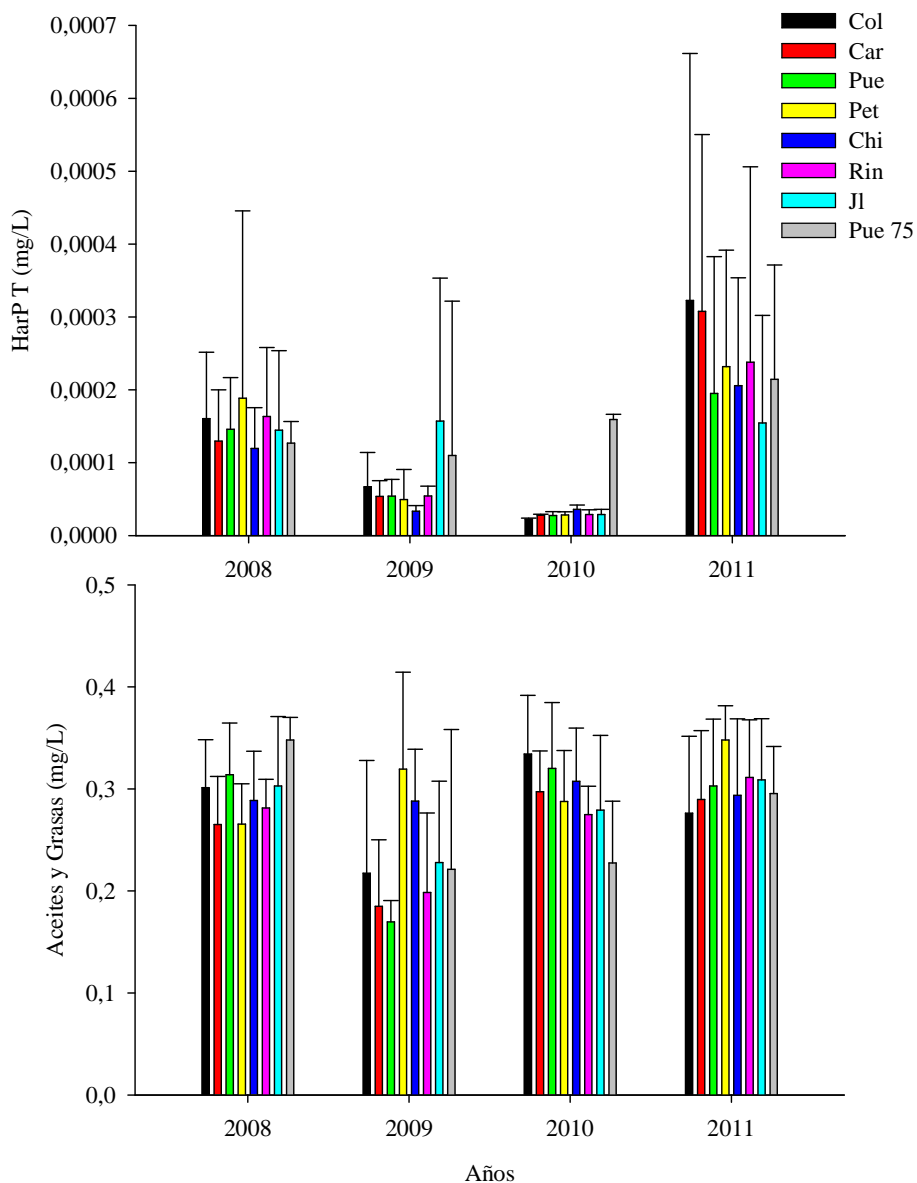 0,0007
0,0006
0,0005
0,0004
0,0003
0,0002
0,0001
0,0000
HarP T (mg/L)
Col
Car
Pue
Pet
Chi
Rin
Jl
Pue 75
2008 2009 2010 2011
0,5
0,4
0,3
0,2
0,1
0,0
Aceites y Grasas (mg/L)
2008 2009 2010 2011
Años